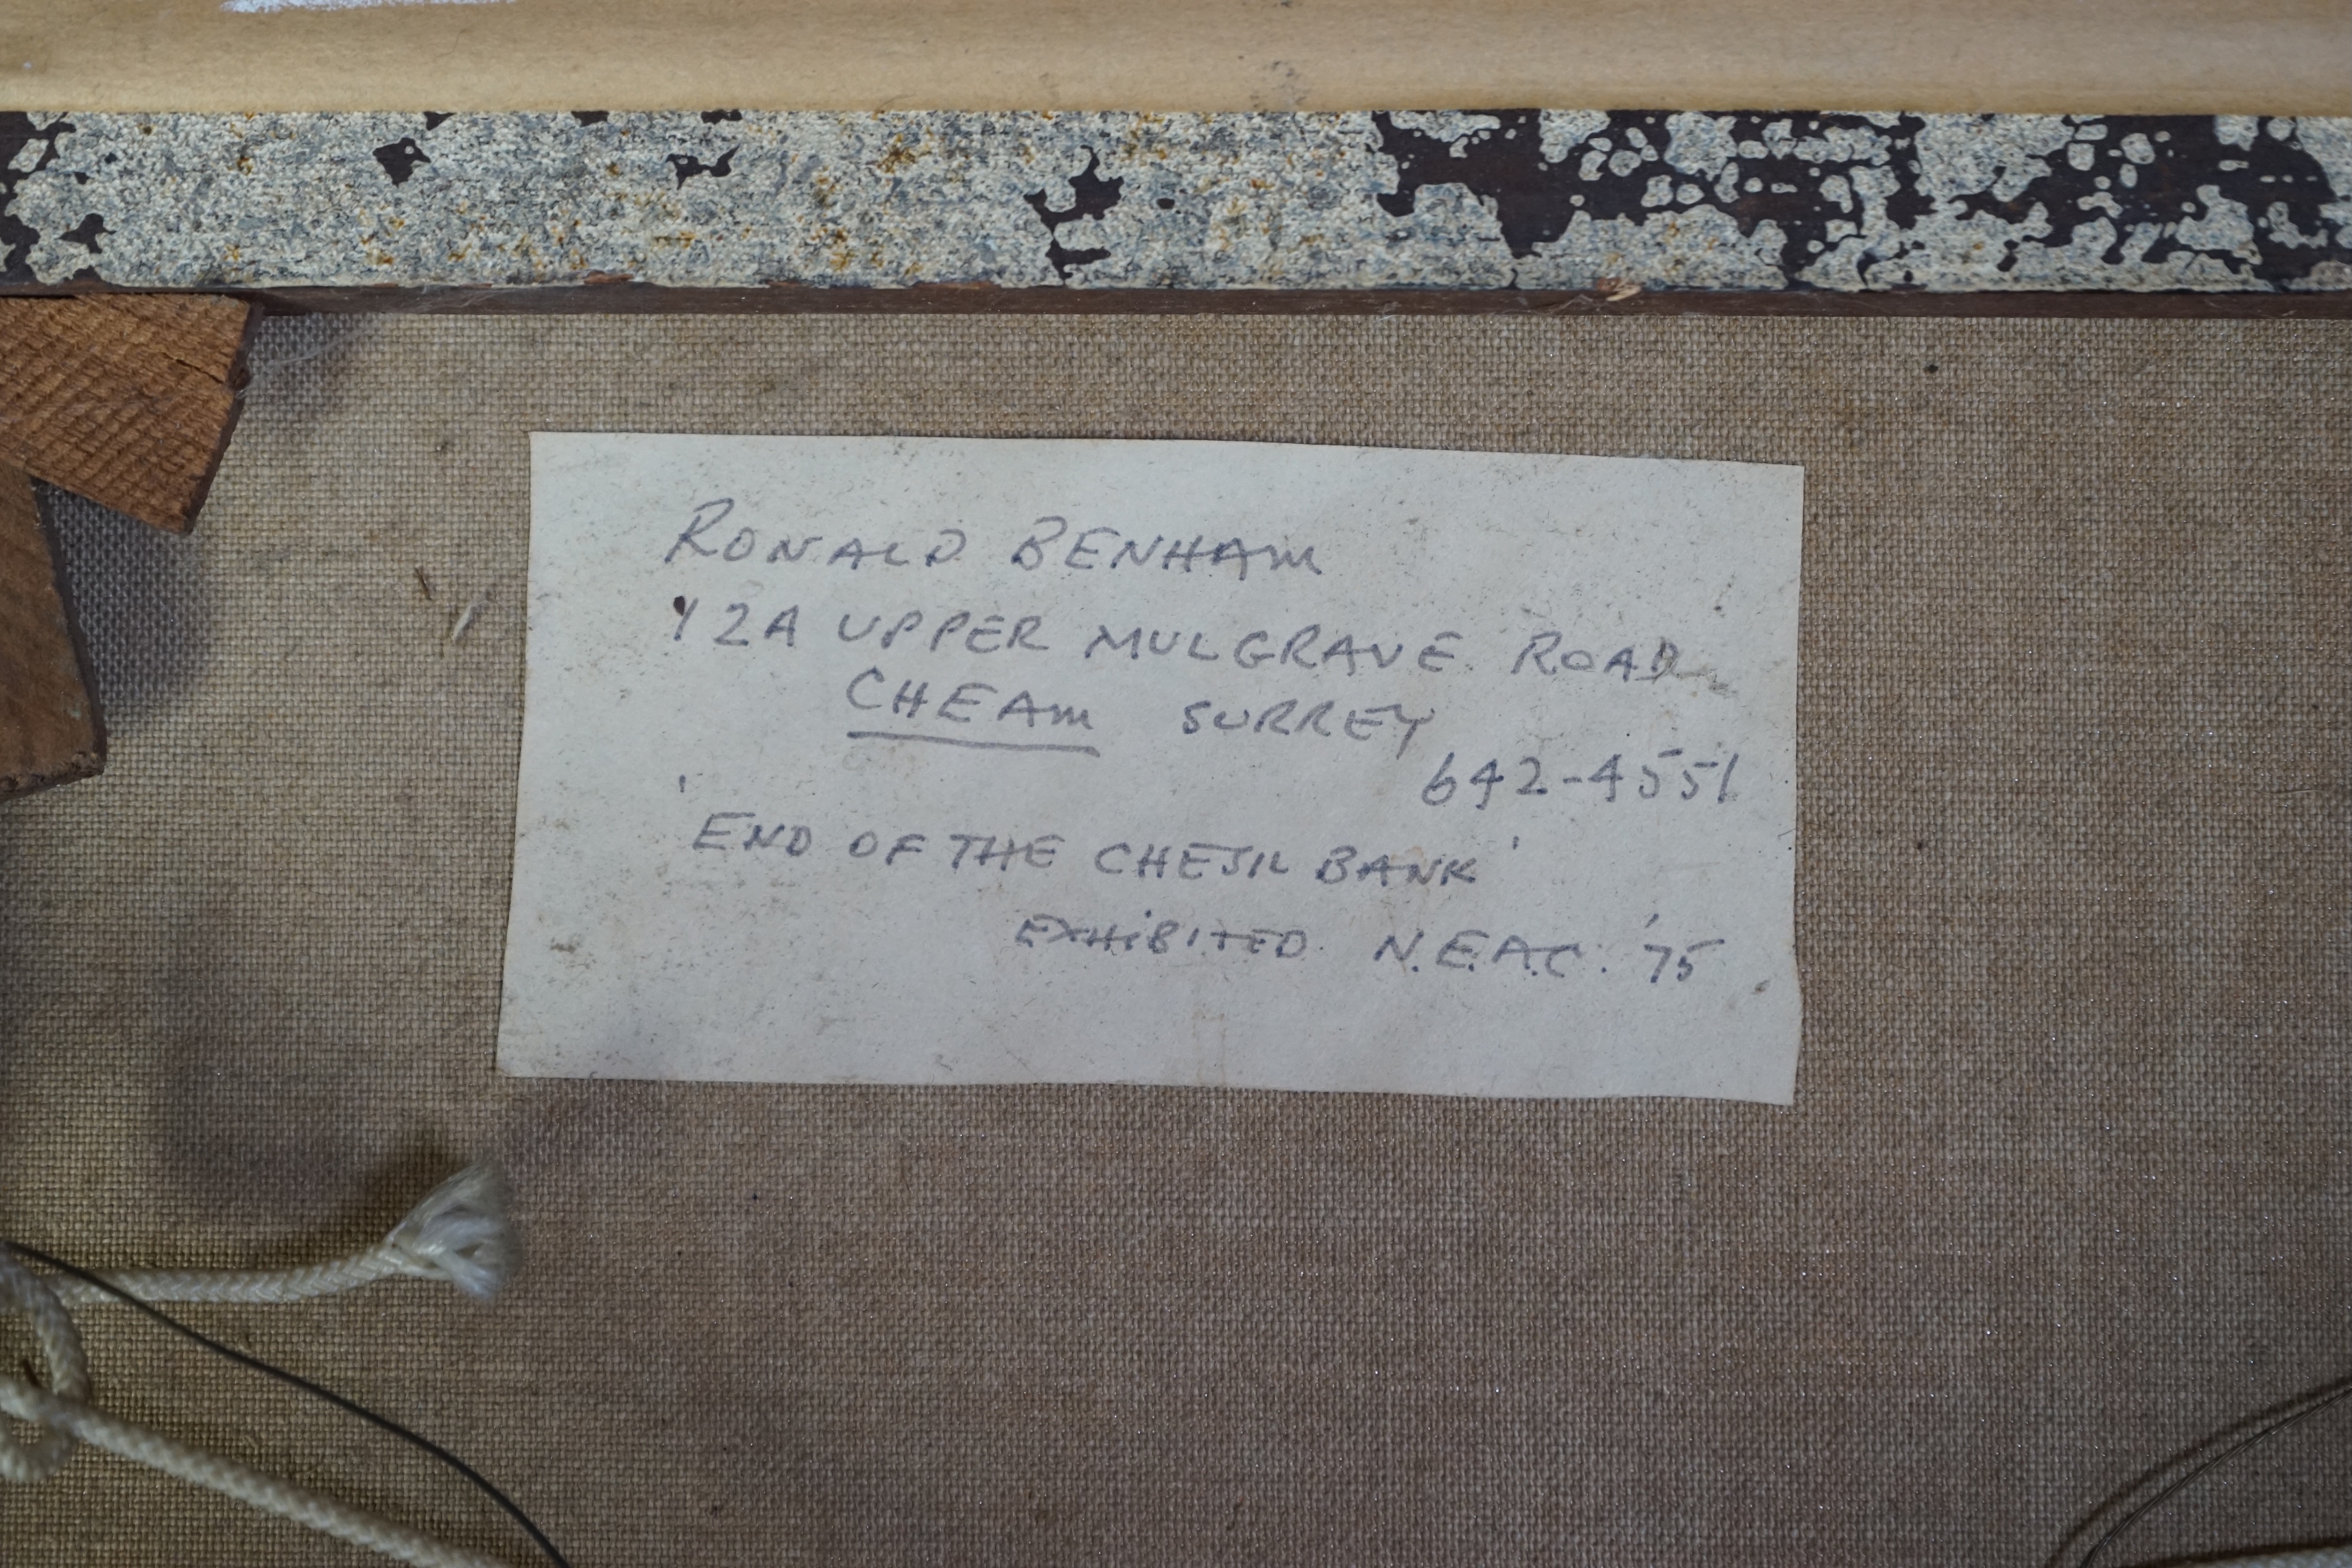 RONALD BENHAM
12A UPPER MULGRAVE ROAD
CHEAM SURREY
642-4551
'END OF THE CHESIL BANK'
EXHIBITED N.E.A.C. '75